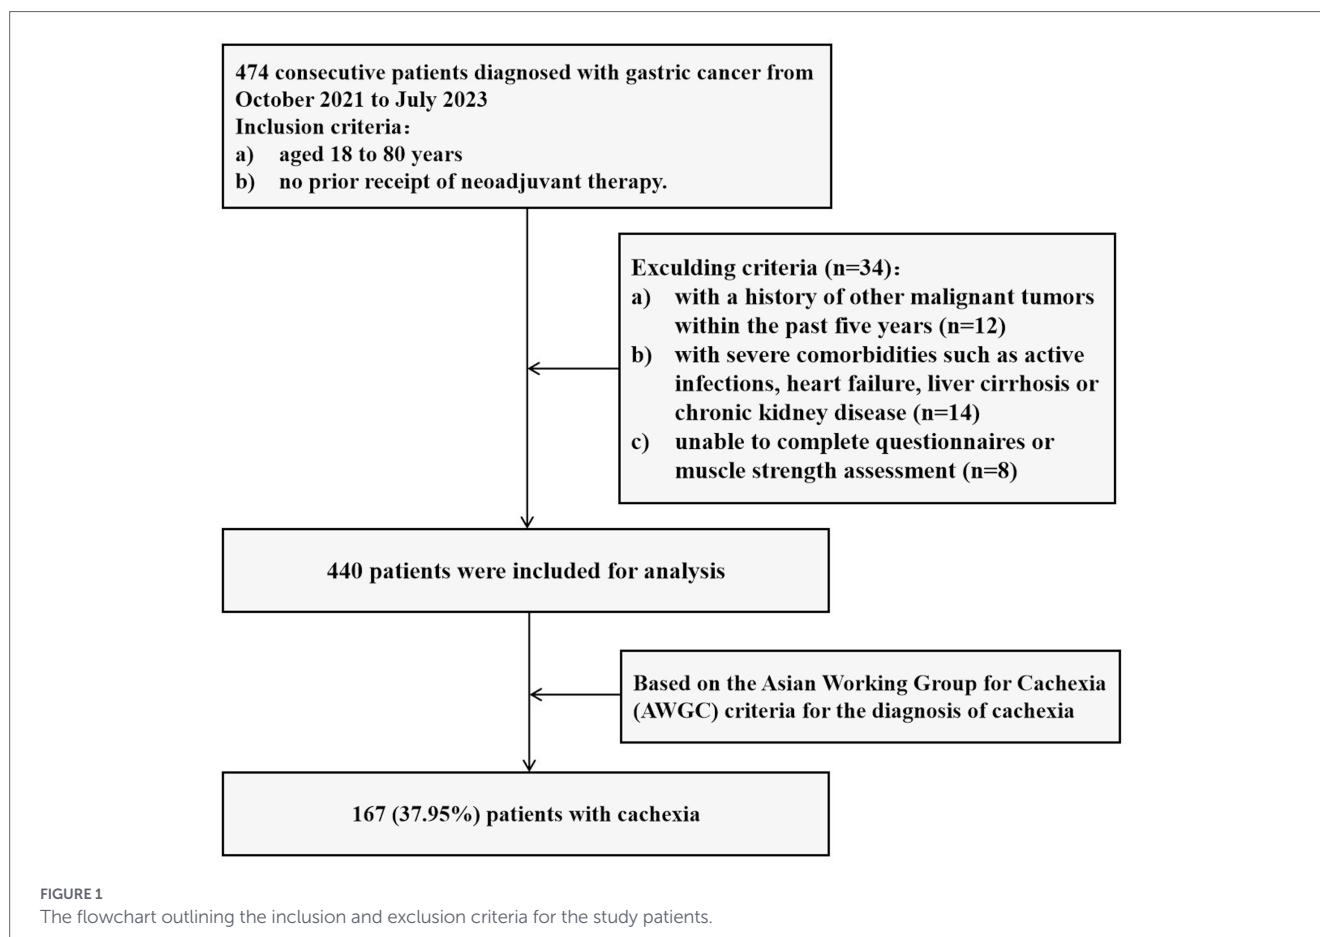 474 consecutive patients diagnosed with gastric cancer from
October 2021 to July 2023
Inclusion criteria：
a) aged 18 to 80 years
b) no prior receipt of neoadjuvant therapy.
Exculding criteria (n=34)：
a) with a history of other malignant tumors
within the past five years (n=12)
b) with severe comorbidities such as active
infections, heart failure, liver cirrhosis or
chronic kidney disease (n=14)
c) unable to complete questionnaires or
muscle strength assessment (n=8)
440 patients were included for analysis
Based on the Asian Working Group for Cachexia
(AWGC) criteria for the diagnosis of cachexia
167 (37.95%) patients with cachexia
FIGURE 1
The flowchart outlining the inclusion and exclusion criteria for the study patients.